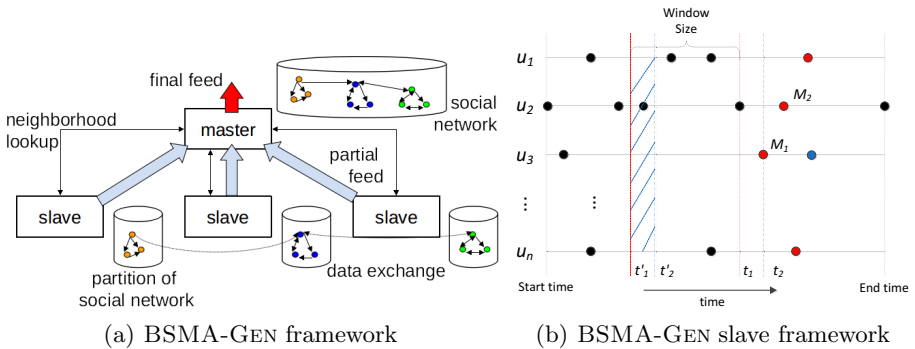 final feed
neighborhood
lookup
master
social
network
partial
feed
slave
slave
slave
partition of
social network
data exchange
(a) BSMA-GEN framework
Window
Size
u1
u2
M2
u3
M1
⋮
⋮
un
t'1
t'2
t1
t2
Start time
time
End time
(b) BSMA-GEN slave framework